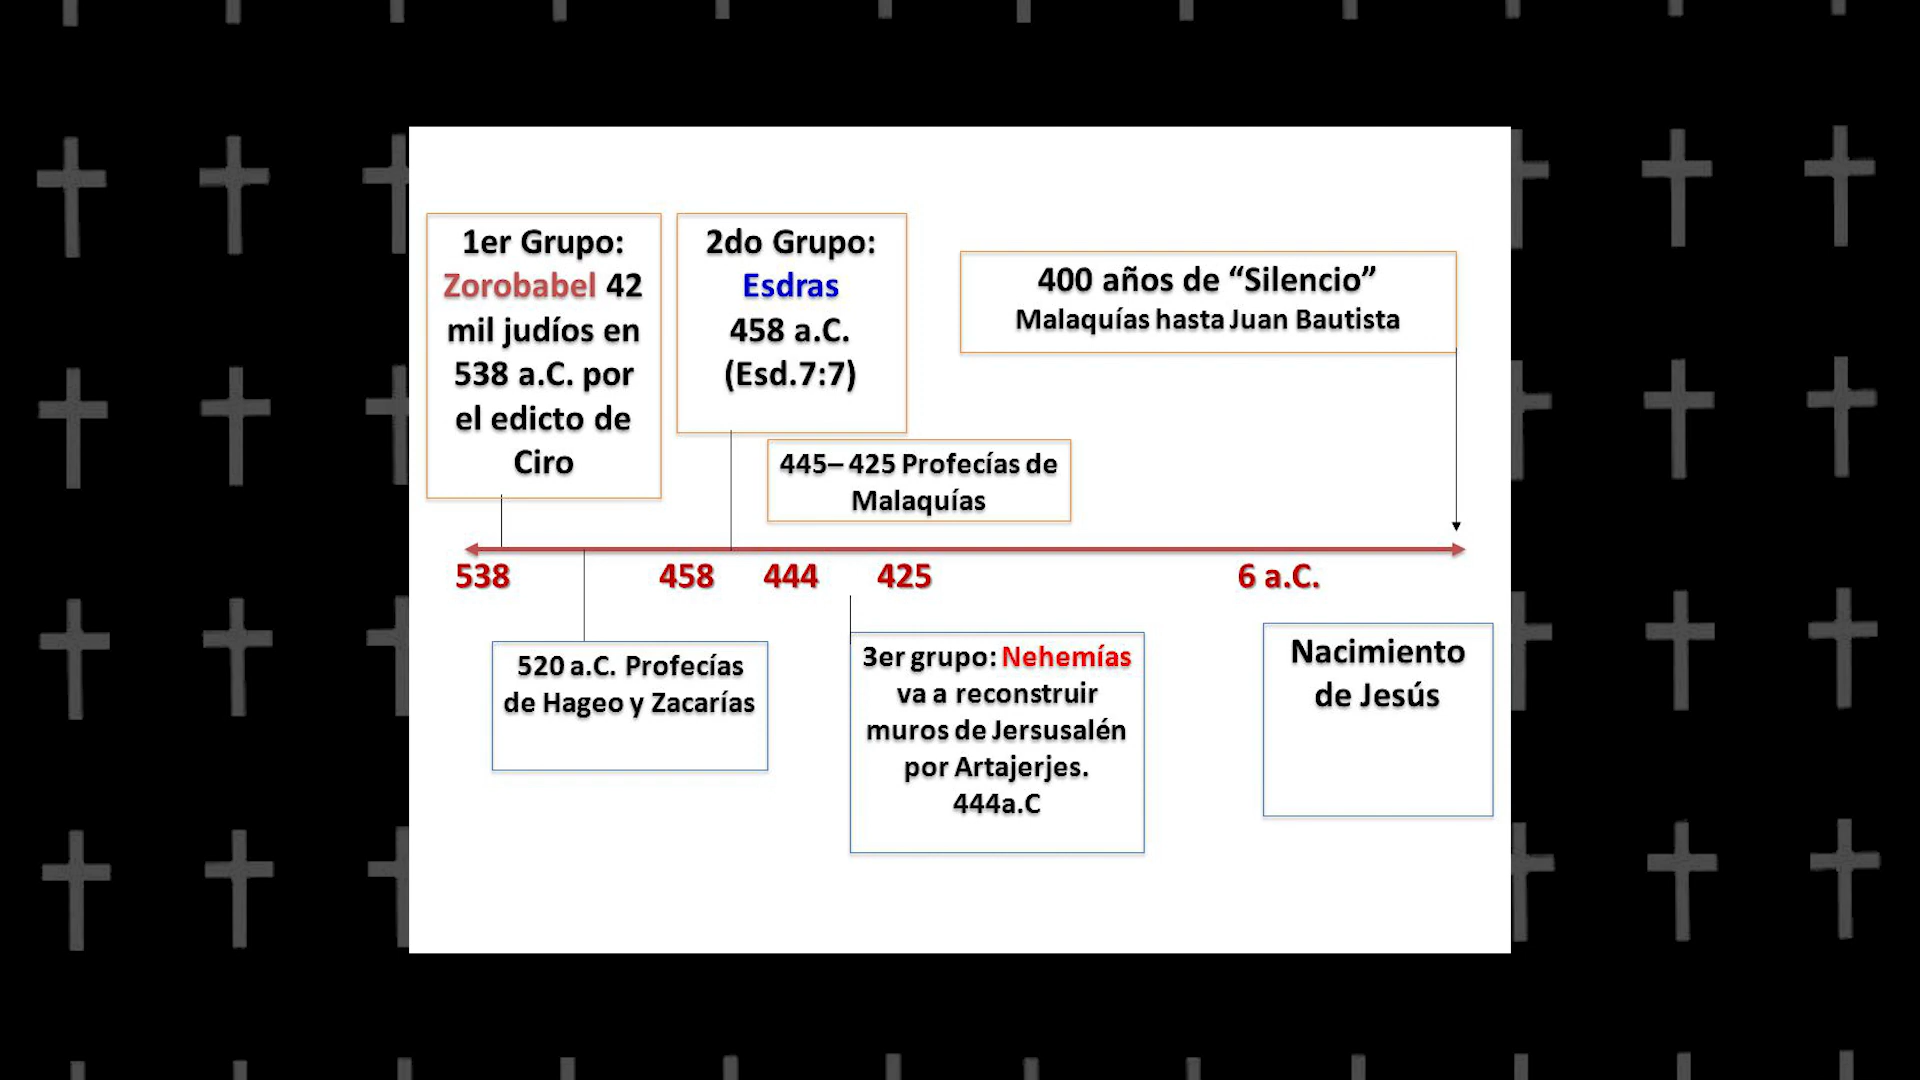 1er Grupo:
Zorobabel 42
mil judíos en
538 a.C. por
el edicto de
Ciro
2do Grupo:
Esdras
458 a.C.
(Esd.7:7)
400 años de “Silencio”
Malaquías hasta Juan Bautista
445– 425 Profecías de
Malaquías
538
458
444
425
6 a.C.
520 a.C. Profecías
de Hageo y Zacarías
3er grupo: Nehemías
va a reconstruir
muros de Jersusalén
por Artajerjes.
444a.C
Nacimiento
de Jesús